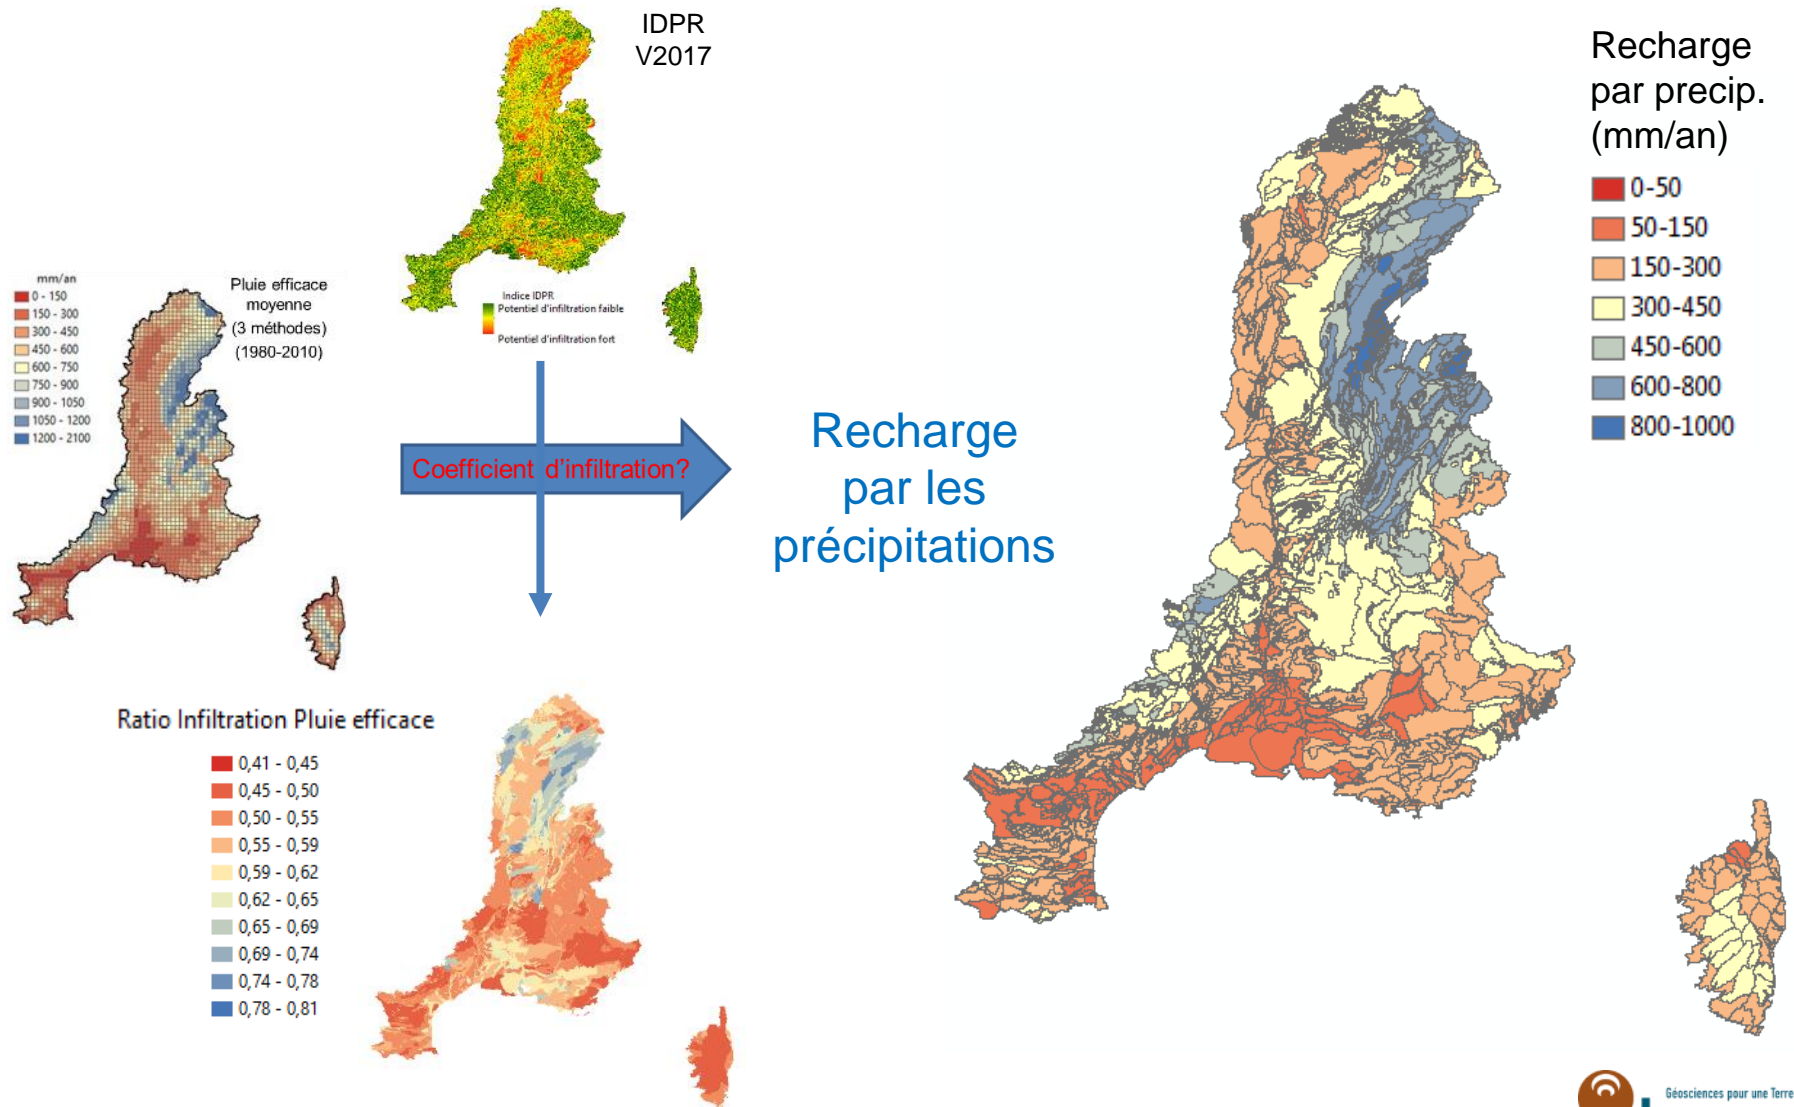 IDPR
V2017
Indice IDPR
Potentiel d'infiltration faible
Potentiel d'infiltration fort
mm/an
0 - 150
150 - 300
300 - 450
450 - 600
600 - 750
750 - 900
900 - 1050
1050 - 1200
1200 - 2100
Pluie efficace
moyenne
(3 méthodes)
(1980-2010)
Coefficient d'infiltration?
Recharge
par les
précipitations
Ratio Infiltration Pluie efficace
0,41 - 0,45
0,45 - 0,50
0,50 - 0,55
0,55 - 0,59
0,59 - 0,62
0,62 - 0,65
0,65 - 0,69
0,69 - 0,74
0,74 - 0,78
0,78 - 0,81
Recharge
par precip.
(mm/an)
0-50
50-150
150-300
300-450
450-600
600-800
800-1000
Géosciences pour une Terre